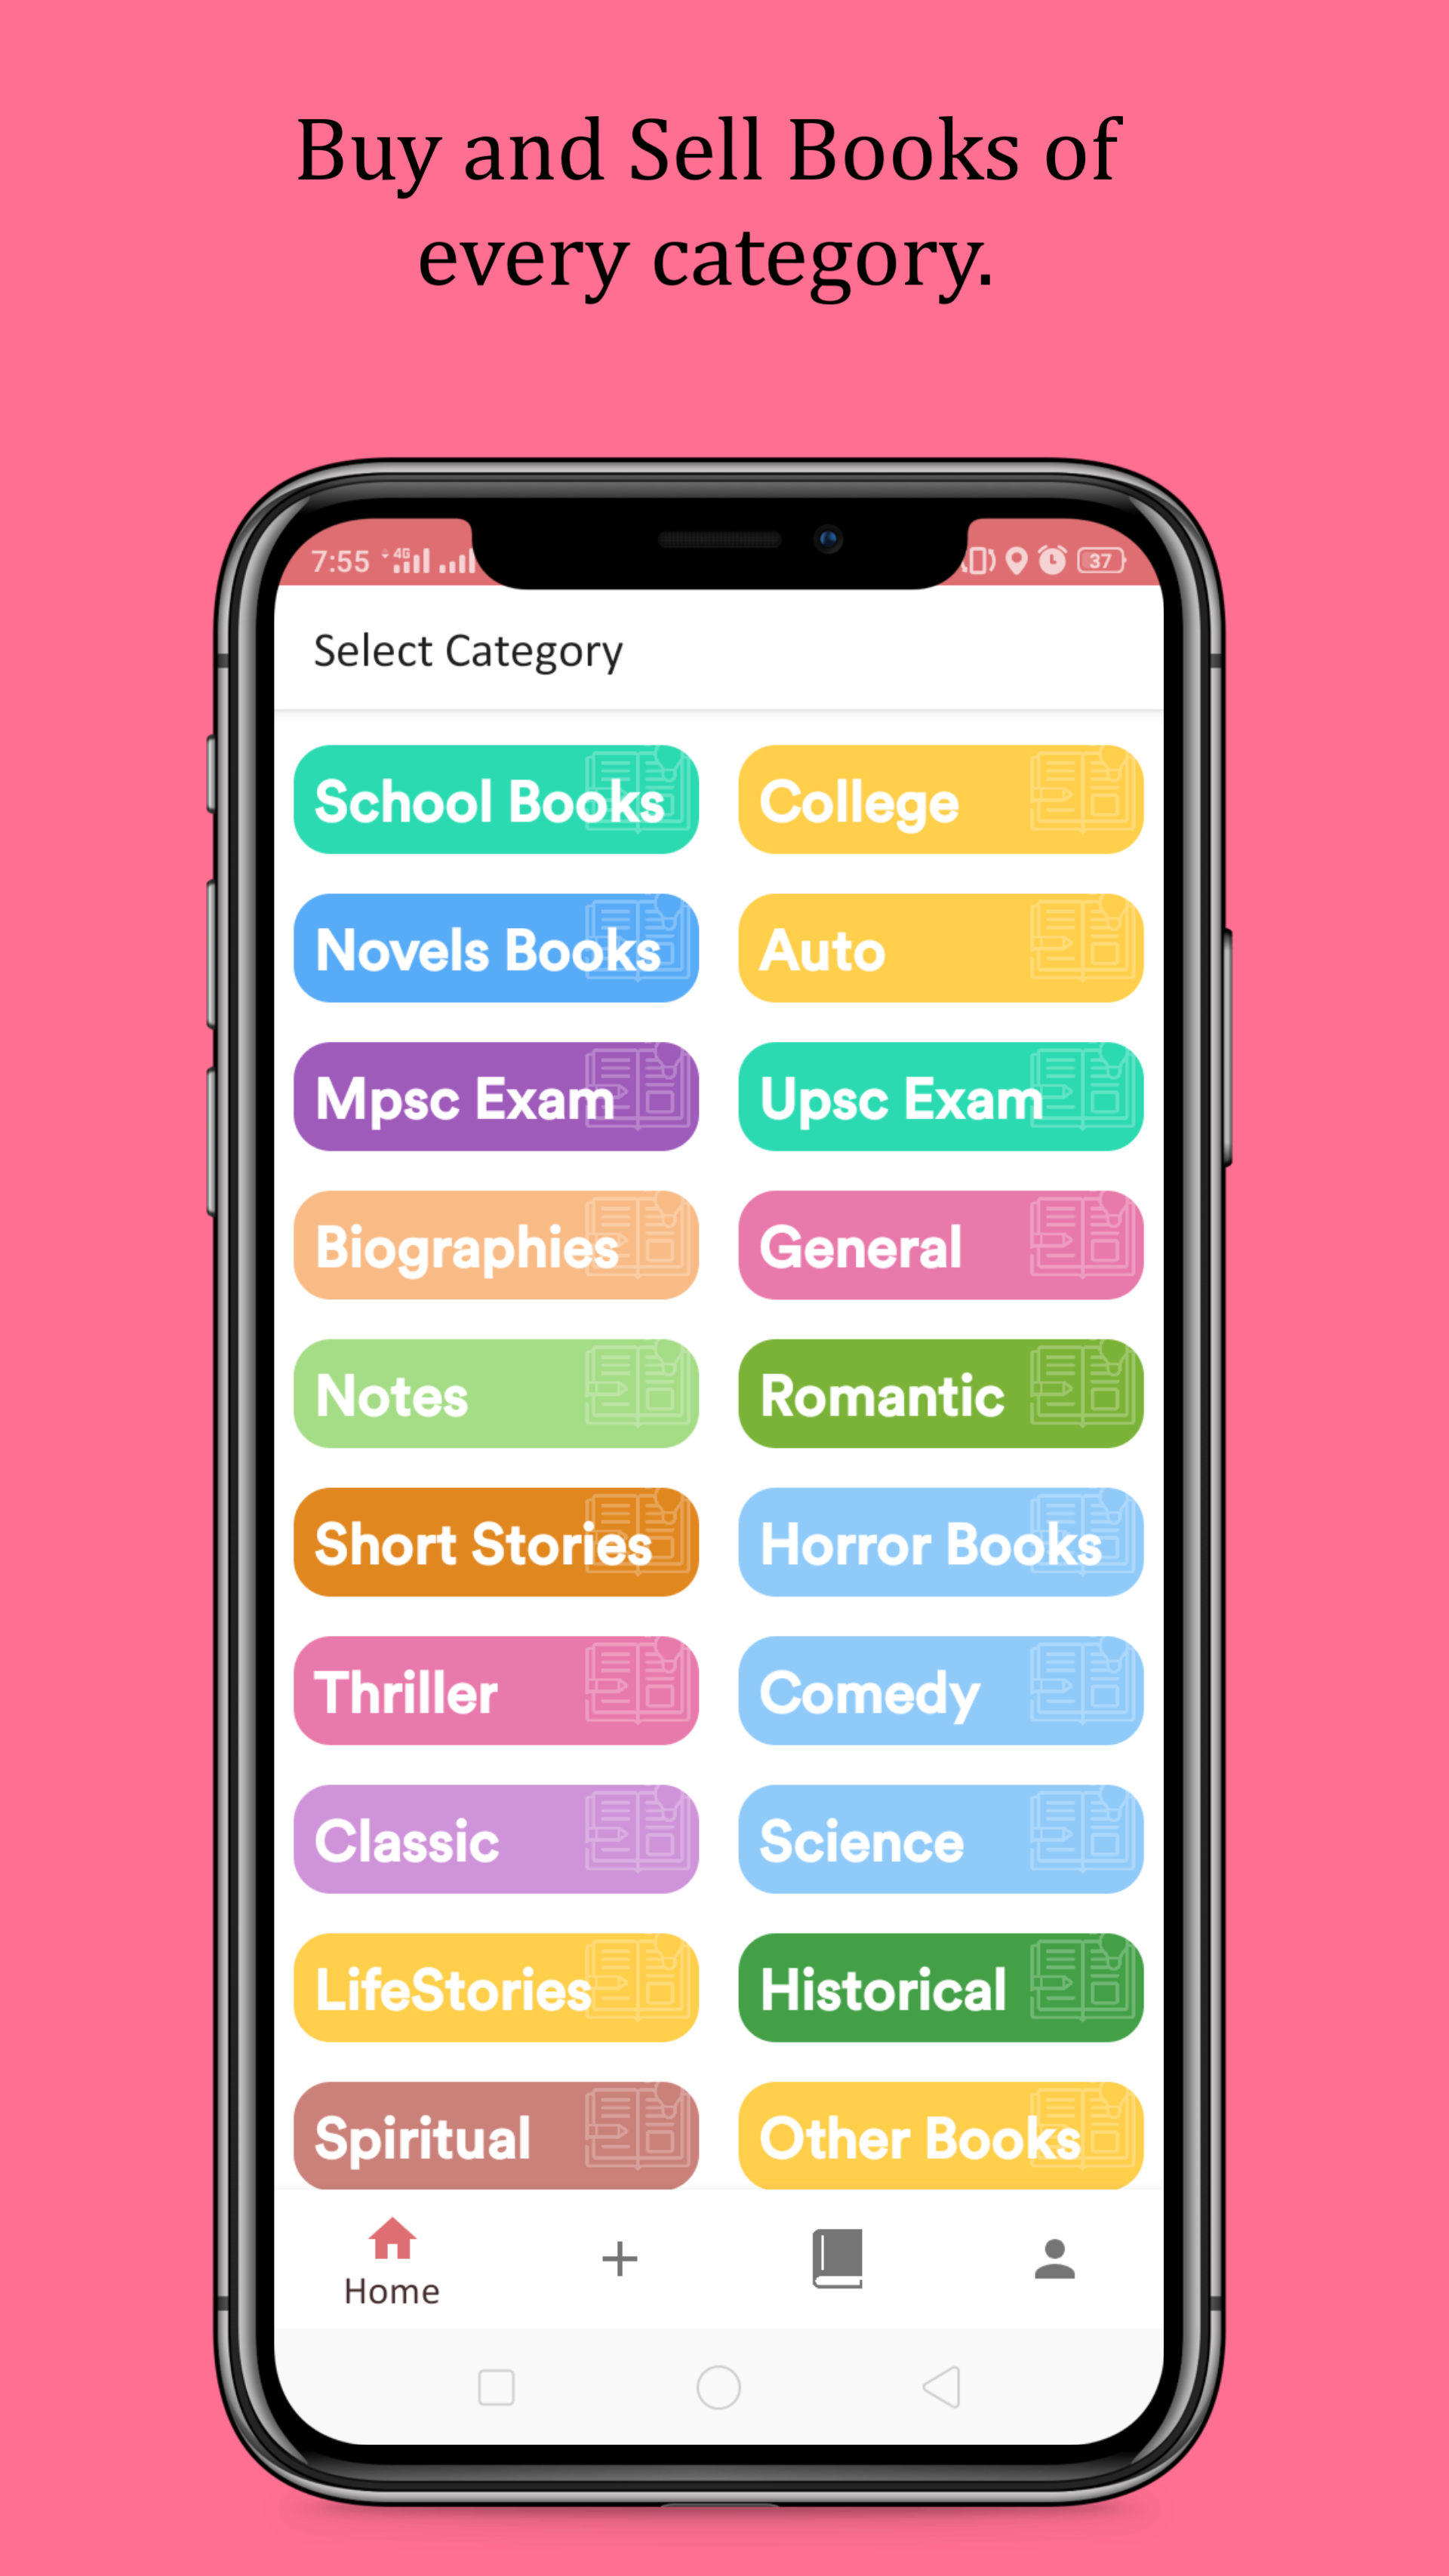 Buy and Sell Books of
every category.
7:55 4G 37
Select Category
School Books College
Novels Books Auto
Mpsc Exam Upsc Exam
Biographies General
Notes Romantic
Short Stories Horror Books
Thriller Comedy
Classic Science
LifeStories Historical
Spiritual Other Books
Home